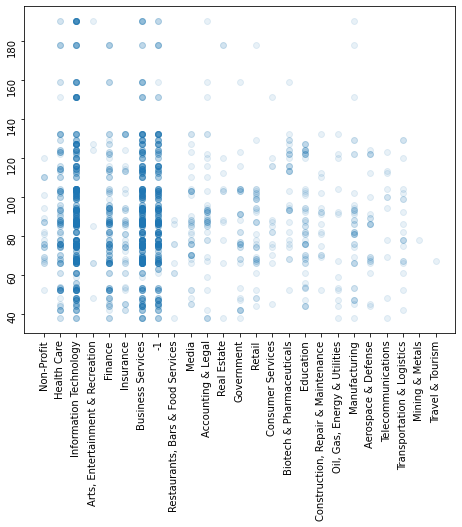 180
160
140
120
100
80
60
40
Non-Profit
Health Care
Information Technology
Arts, Entertainment & Recreation
Finance
Insurance
Business Services
-1
Restaurants, Bars & Food Services
Media
Accounting & Legal
Real Estate
Government
Retail
Consumer Services
Biotech & Pharmaceuticals
Education
Construction, Repair & Maintenance
Oil, Gas, Energy & Utilities
Manufacturing
Aerospace & Defense
Telecommunications
Transportation & Logistics
Mining & Metals
Travel & Tourism